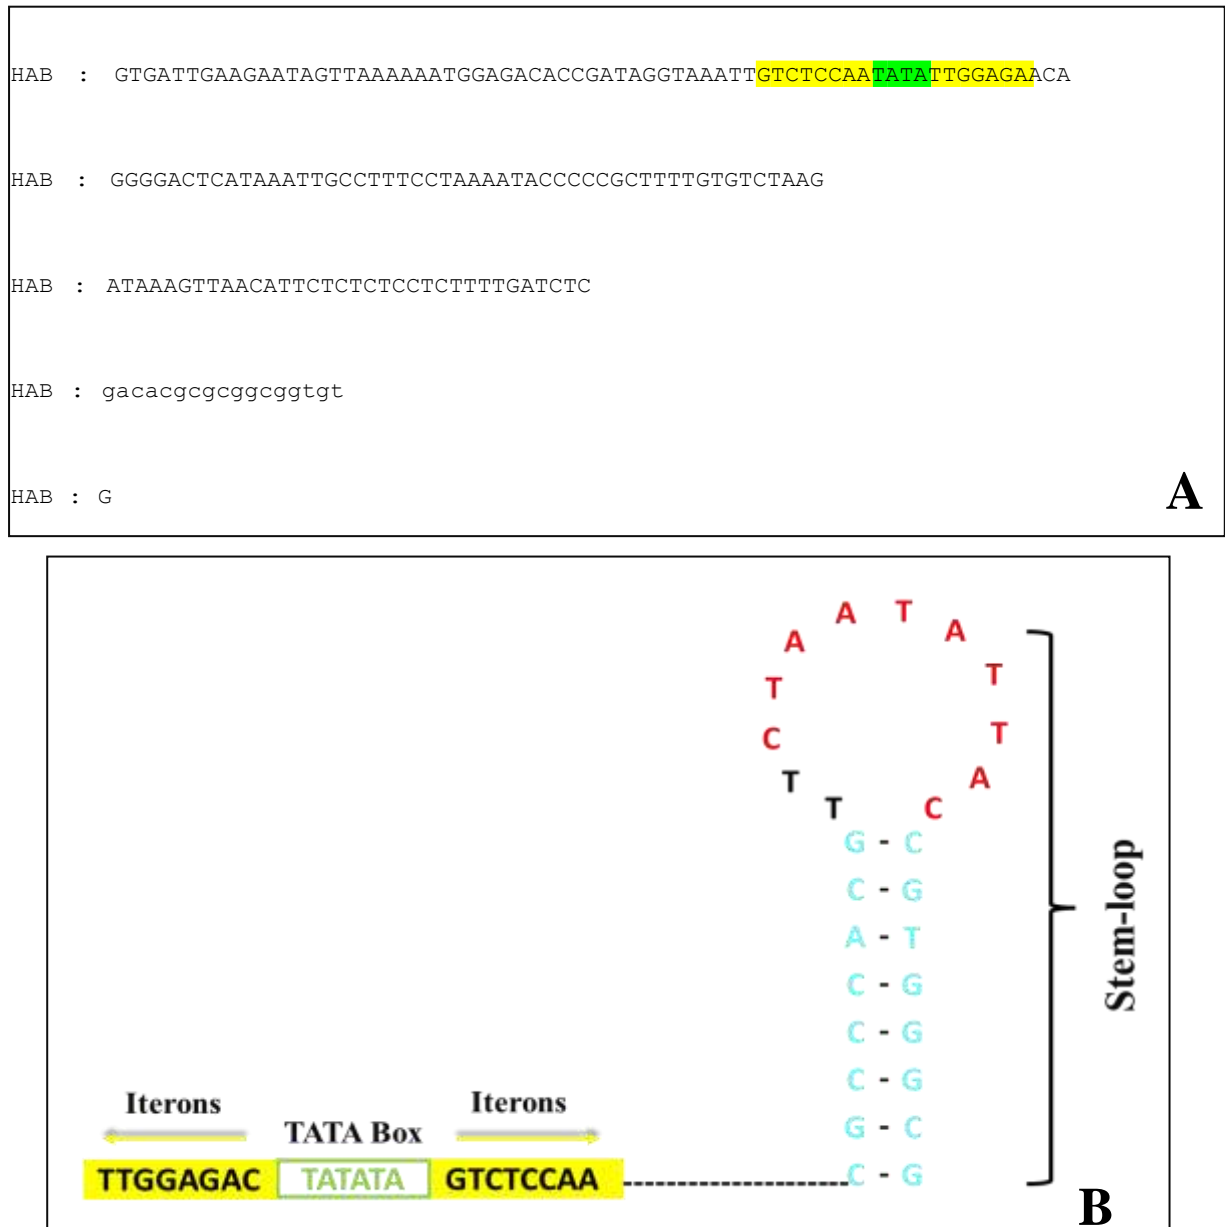 HAB : GTGATTGAAGAATAGTTAAAAAATGGAGACACCGATAGGTAAATTGTCTCCAATATATTGGAGAACA
HAB : GGGGACTCATAAATTGCCTTTCCTAAAATACCCCCGCTTTTGTGTCTAAG
HAB : ATAAAGTTAACATTCTCTCTCCTCTTTTGATCTC
HAB : gacacgcgcggcggtgt
HAB : G
A
A T
A A
T T
C T
T A
T C
G - C
C - G
A - T
C - G
C - G
C - G
G - C
C - G
Stem-loop
Iterons Iterons
TATA Box
TTGGAGAC TATATA GTCTCCAA
B